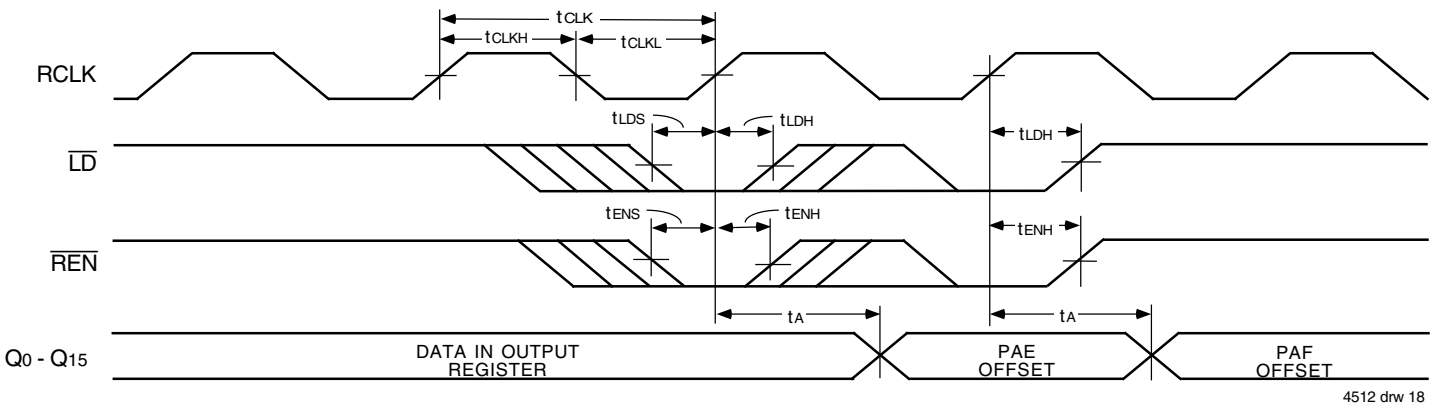 tCLK
tCLKH
tCLKL
RCLK
tLDS
tLDH
tLDH
LD
tENS
tENH
tENH
REN
tA
tA
Q0 - Q15
DATA IN OUTPUT
REGISTER
PAE
OFFSET
PAF
OFFSET
4512 drw 18